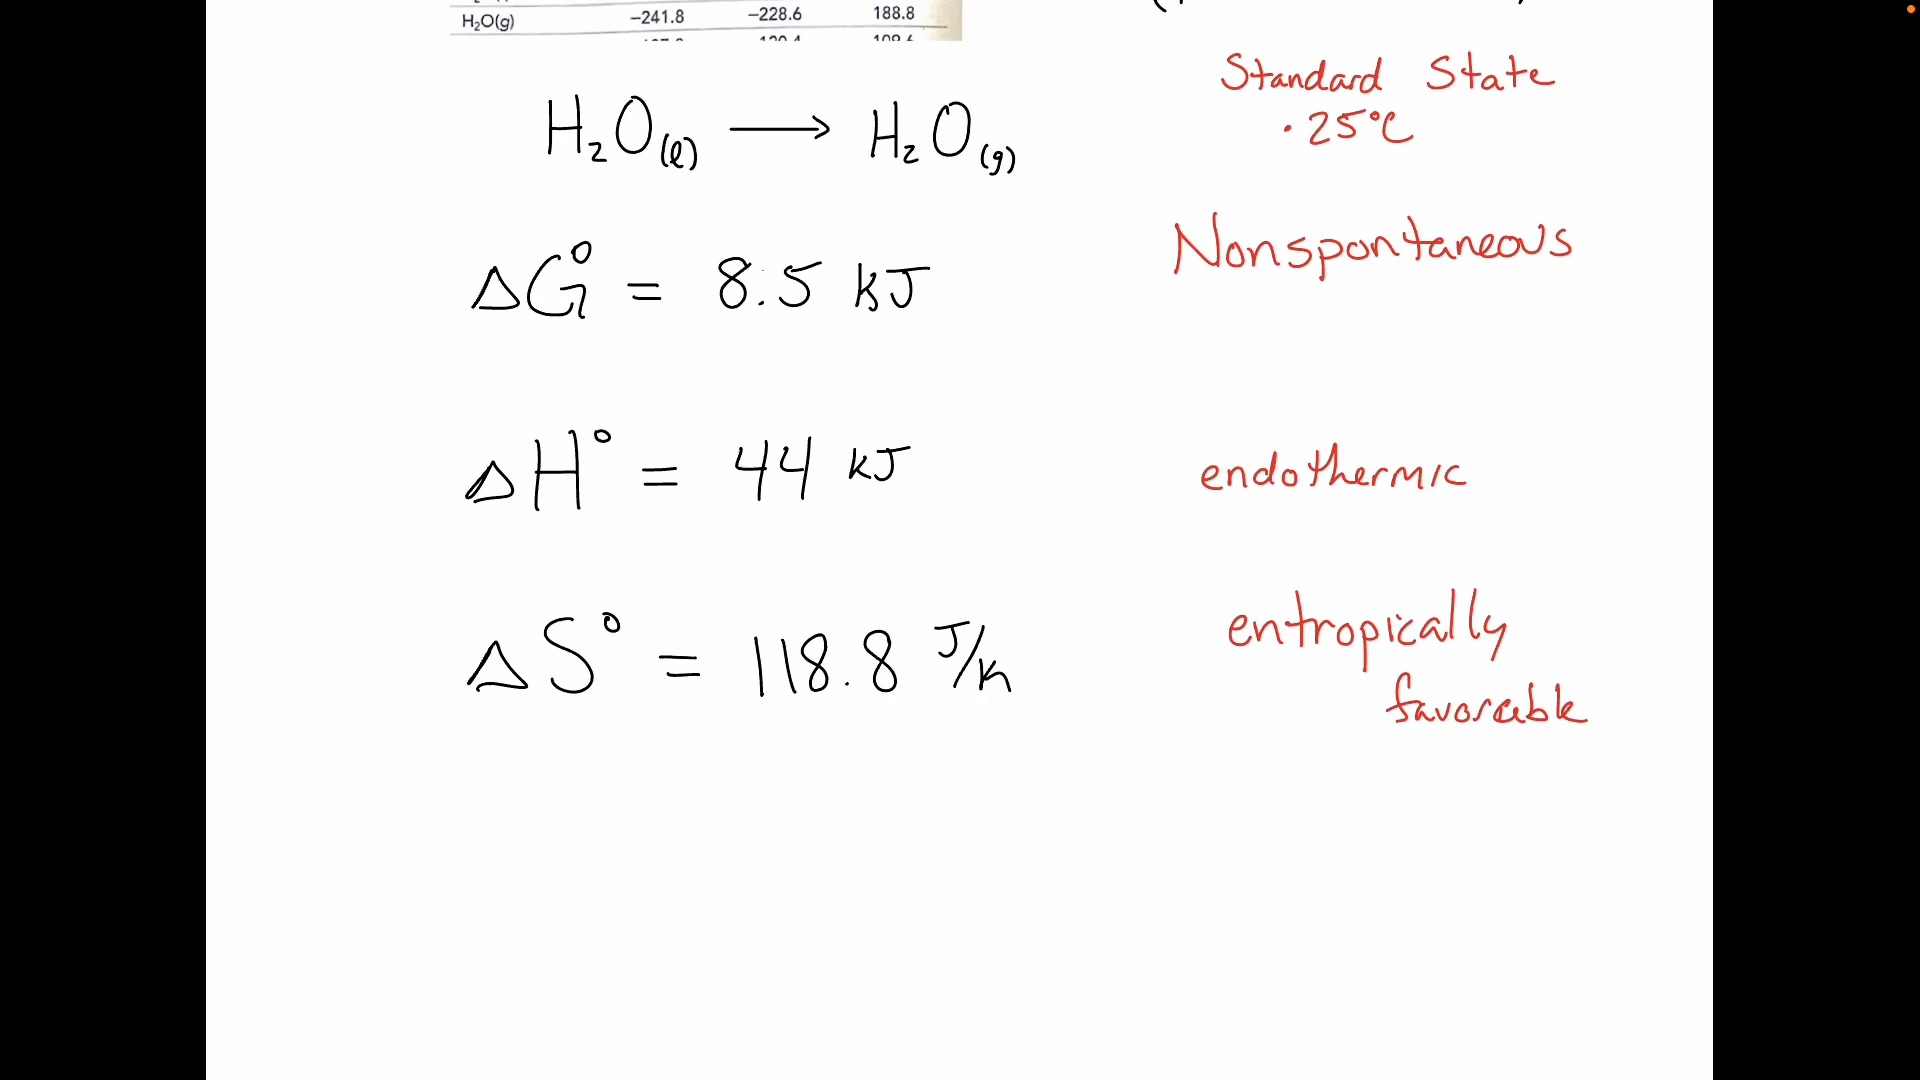 H₂O(g) −241.8 −228.6 188.8
Standard State
• 25°C
H₂O(l) ⟶ H₂O(g)
Nonspontaneous
ΔG° = 8.5 kJ
ΔH° = 44 kJ
endothermic
ΔS° = 118.8 J/K
entropically
favorable